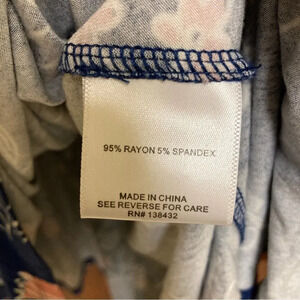 95% RAYON 5% SPANDEX
MADE IN CHINA
SEE REVERSE FOR CARE
RN# 138432